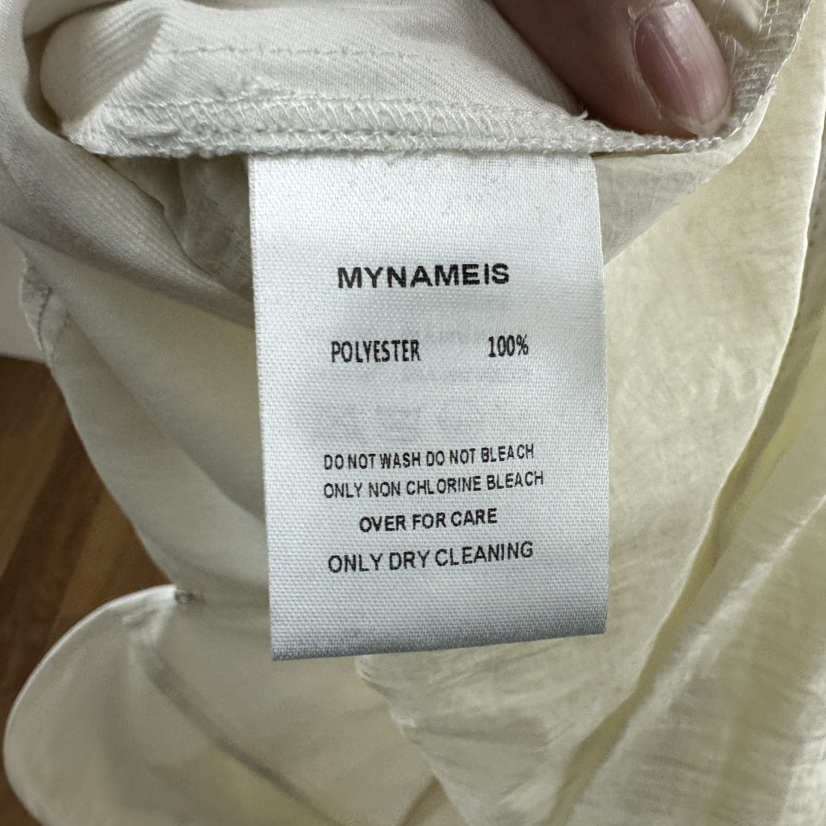 MYNAMEIS
POLYESTER 100%
DO NOT WASH DO NOT BLEACH
ONLY NON CHLORINE BLEACH
OVER FOR CARE
ONLY DRY CLEANING